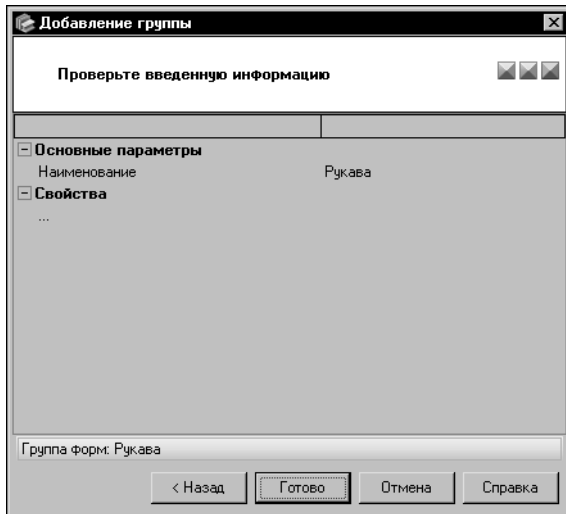 Добавление группы
Проверьте введенную информацию
Основные параметры
Наименование Рукава
Свойства
...
Группа форм: Рукава
< Назад Готово Отмена Справка